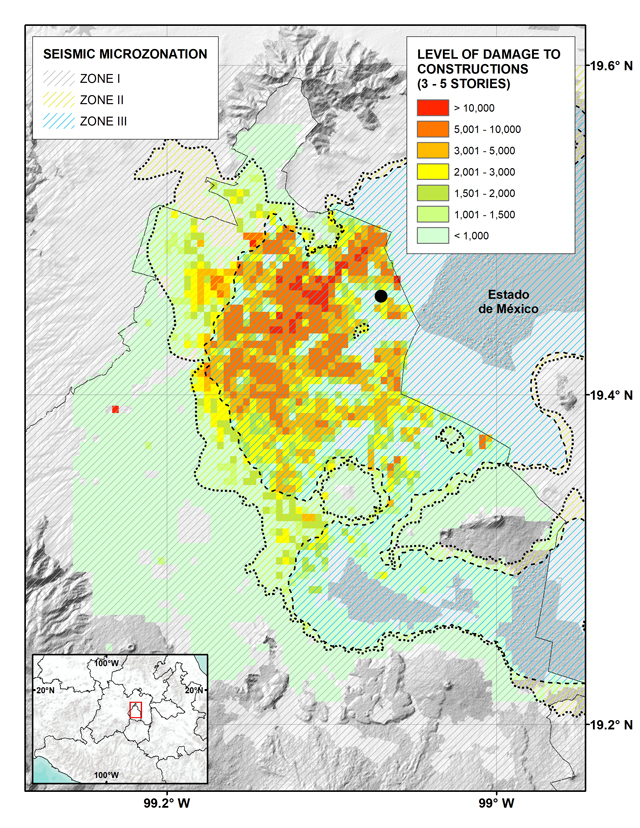 SEISMIC MICROZONATION
ZONE I
ZONE II
ZONE III
LEVEL OF DAMAGE TO
CONSTRUCTIONS
(3 - 5 STORIES)
> 10,000
5,001 - 10,000
3,001 - 5,000
2,001 - 3,000
1,501 - 2,000
1,001 - 1,500
< 1,000
19.6° N
Estado
de México
19.4° N
19.2° N
100°W
20°N
20°N
100°W
99.2° W
99° W